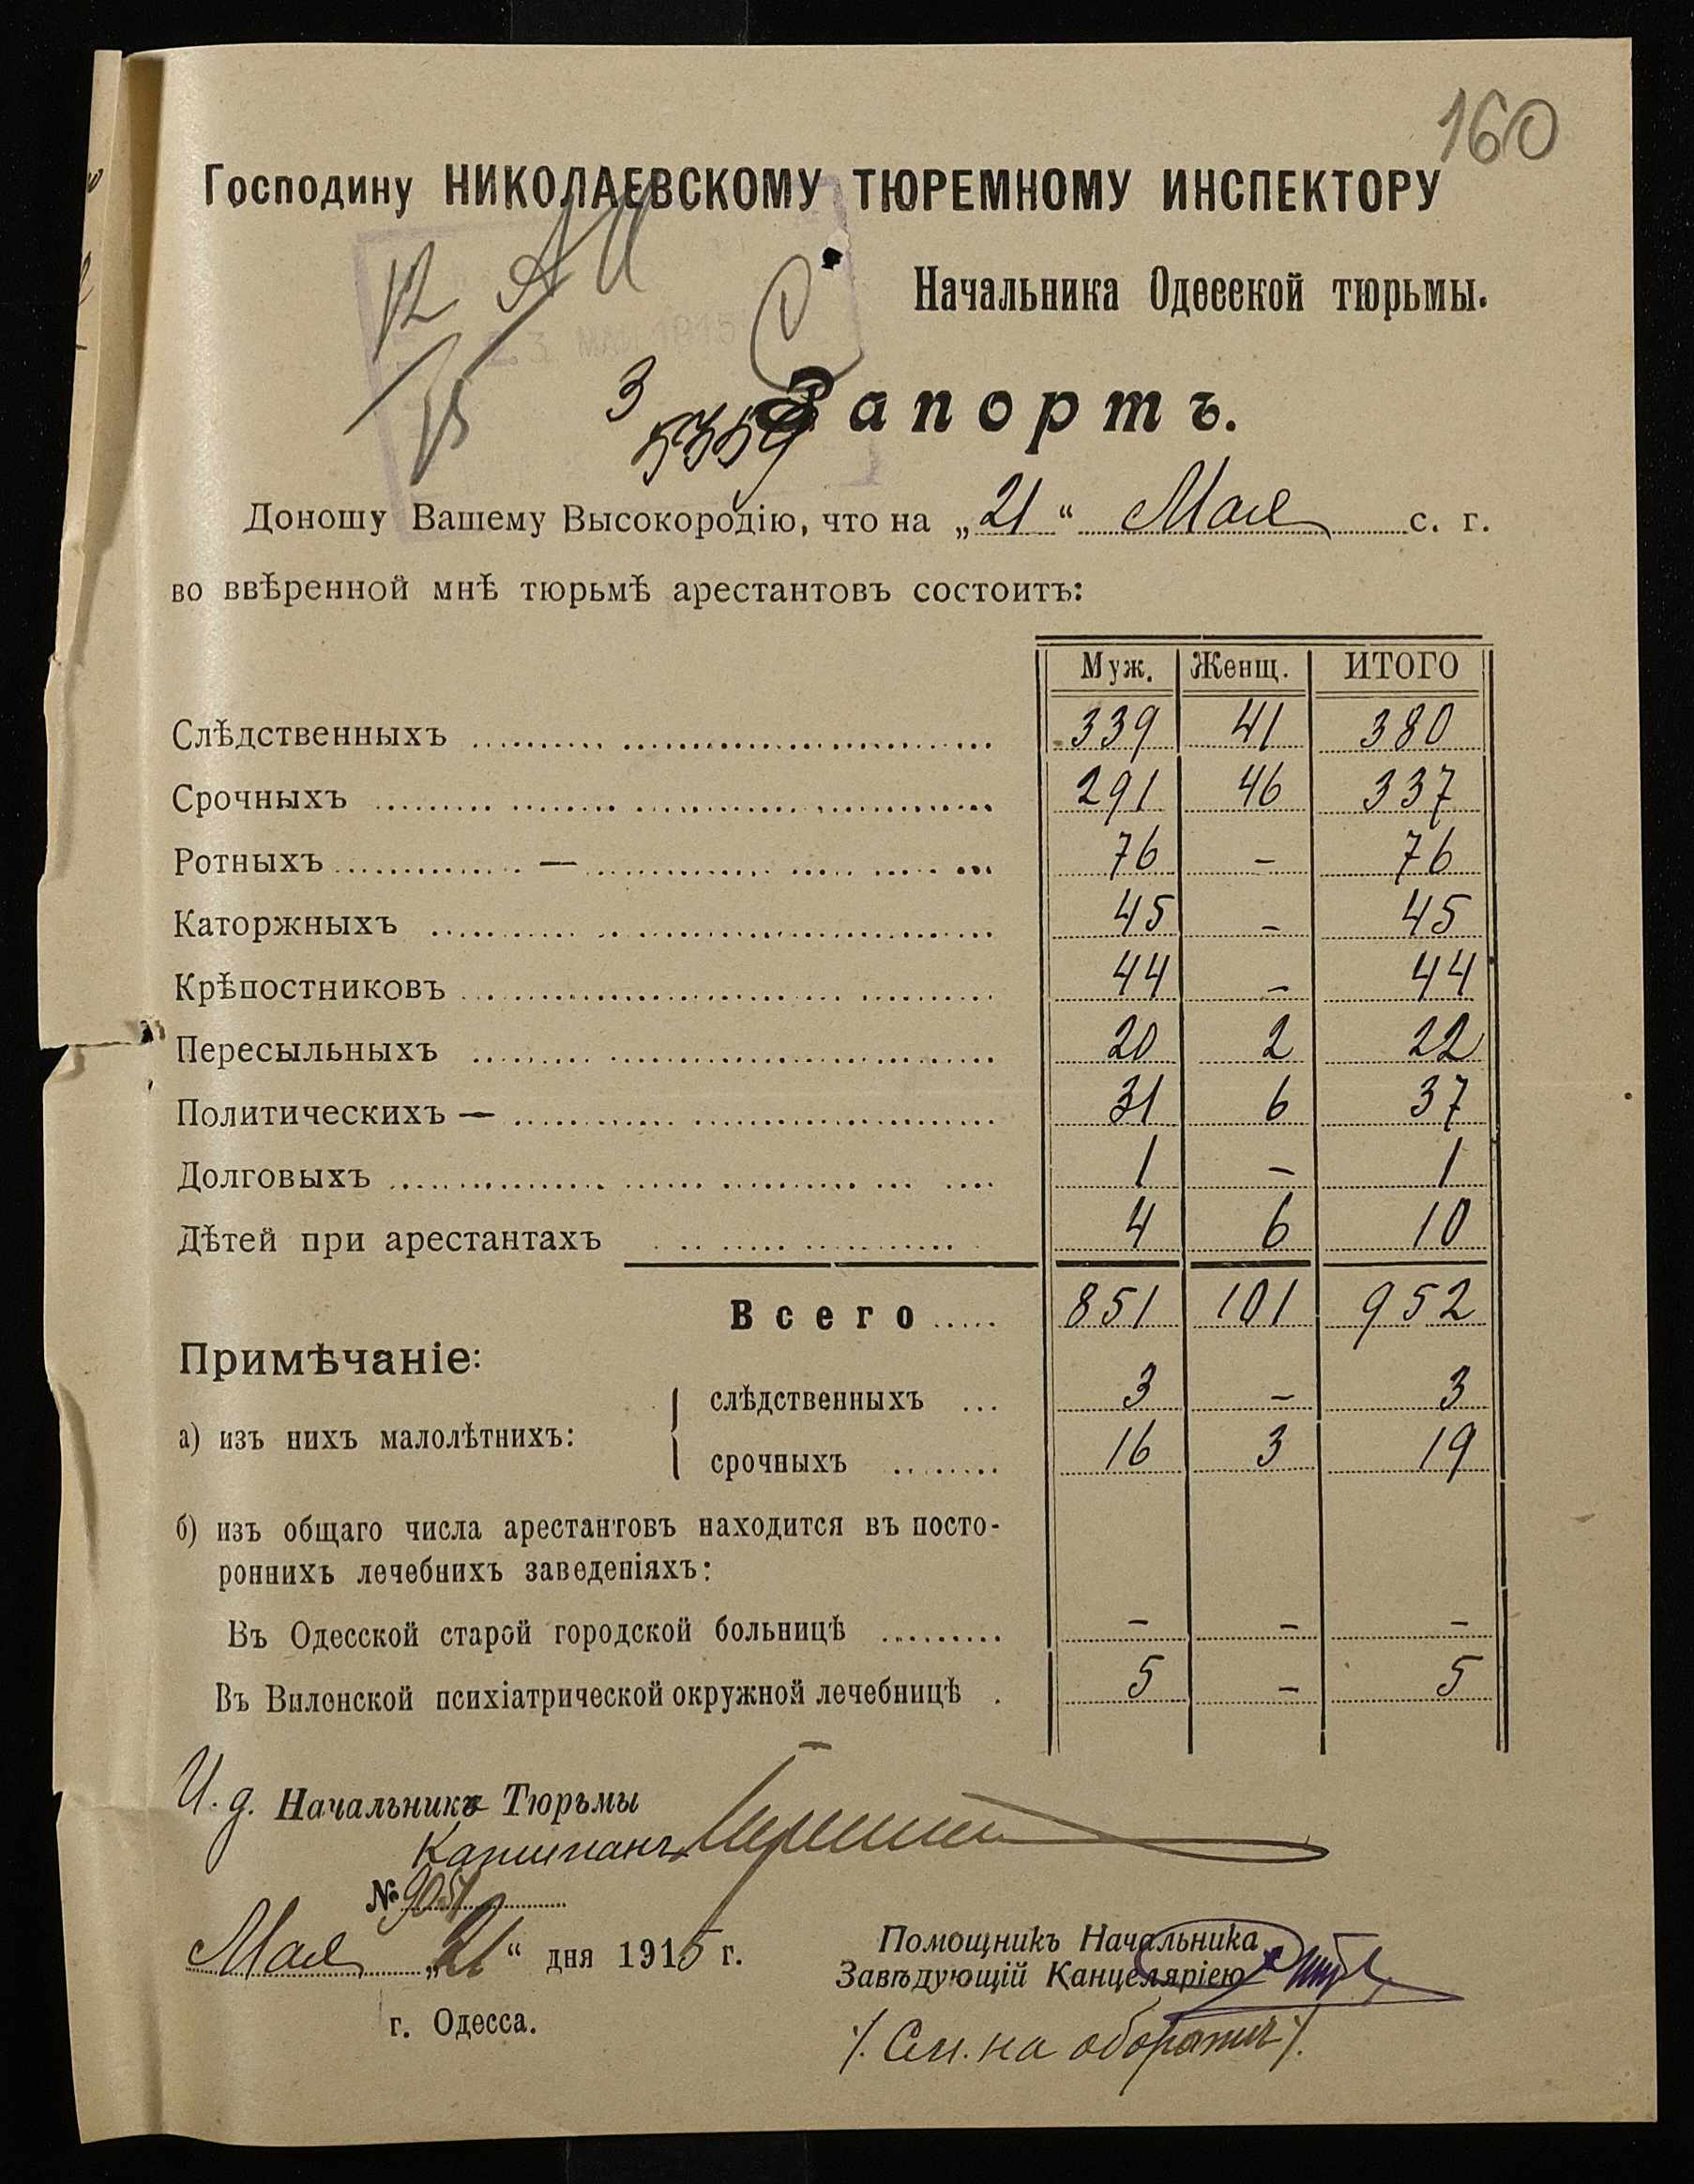 160
Господину НИКОЛАЕВСКОМУ ТЮРЕМНОМУ ИНСПЕКТОРУ
Начальника Одесской тюрьмы.
23 МАЯ 1915
3
5359
Рапортъ.
Доношу Вашему Высокородію, что на „21“ Мая с. г.
во ввѣренной мнѣ тюрьмѣ арестантовъ состоитъ:
Муж. Женщ. ИТОГО
Слѣдственныхъ 339 41 380
Срочныхъ 291 46 337
Ротныхъ — 76 - 76
Каторжныхъ 45 - 45
Крѣпостниковъ 44 - 44
Пересыльныхъ 20 2 22
Политическихъ — 31 6 37
Долговыхъ 1 - 1
Дѣтей при арестантахъ 4 6 10
Всего 851 101 952
Примѣчаніе:
а) изъ нихъ малолѣтнихъ:
слѣдственныхъ 3 - 3
срочныхъ 16 3 19
б) изъ общаго числа арестантовъ находится въ посто-
роннихъ лечебнихъ заведеніяхъ:
Въ Одесской старой городской больницѣ - - -
Въ Виленской психіатрической окружной лечебницѣ 5 - 5
И. д. Начальника Тюрьмы
Капитанъ
№ 9051
Мая „21“ дня 1915 г.
г. Одесса.
Помощникъ Начальника
Завѣдующій Канцеляріею
/. См. на оборотѣ /.